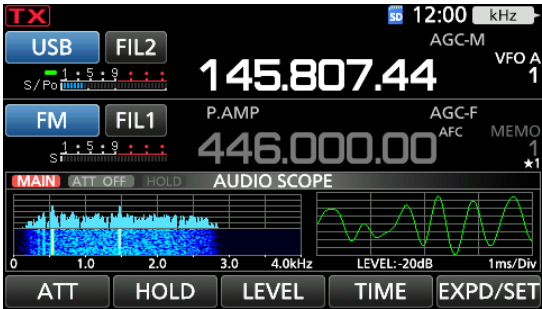 TX SD 12:00 kHz
USB FIL2 AGC-M
VFO A
S/Po 1 · 5 · 9 145.807.44 1
FM FIL1 P.AMP AGC-F
AFC MEMO
S 1 · 5 · 9 446.000.00 1
★1
MAIN ATT OFF HOLD AUDIO SCOPE
0 1.0 2.0 3.0 4.0kHz LEVEL:-20dB 1ms/Div
ATT HOLD LEVEL TIME EXPD/SET